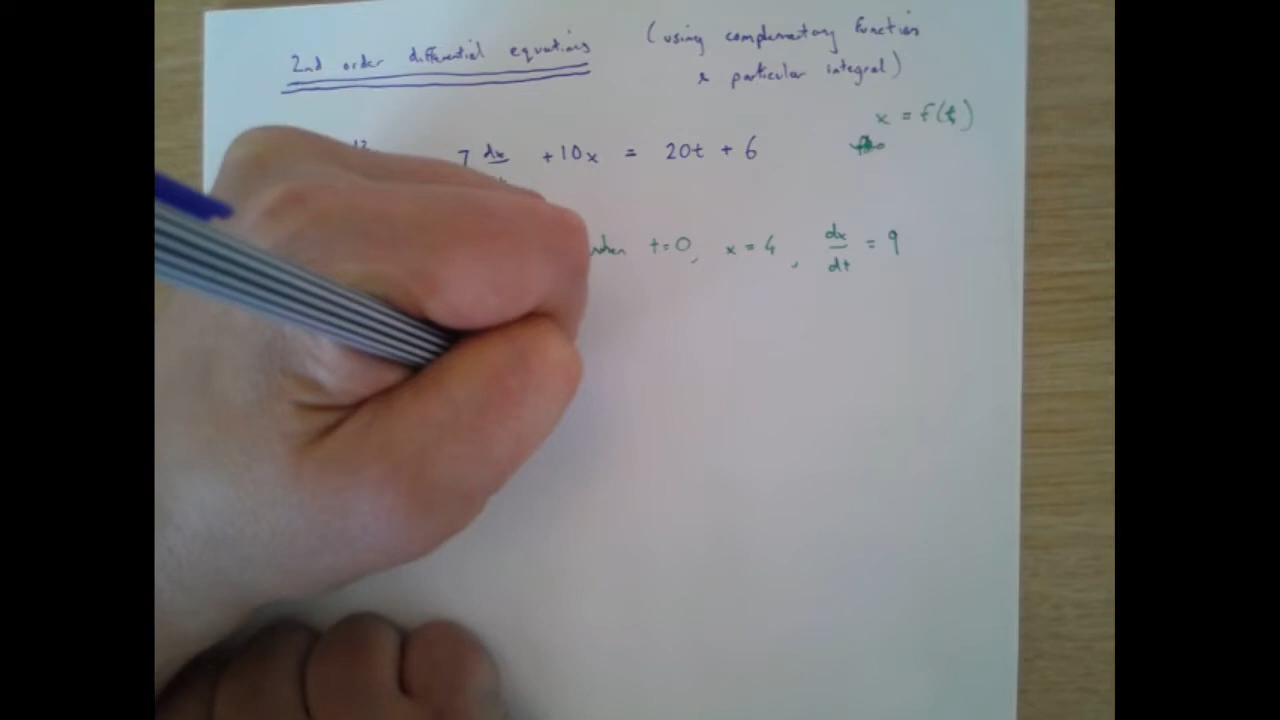 2nd order differential equations (using complementary function
& particular integral)
x = f(t)
7 dx +10x = 20t + 6
when t=0, x = 4, dx/dt = 9